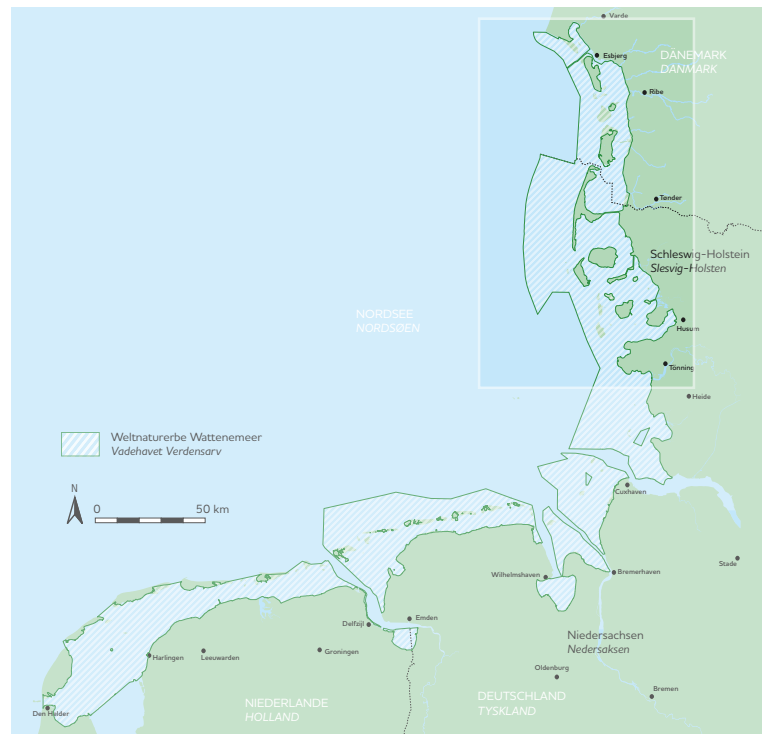 Varde
Esbjerg
DÄNEMARK
DANMARK
Ribe
Tønder
Schleswig-Holstein
Slesvig-Holsten
NORDSEE
NORDSØEN
Husum
Tönning
Heide
Weltnaturerbe Wattenemeer
Vadehavet Verdensarv
N
0 50 km
Cuxhaven
Stade
Wilhelmshaven
Bremerhaven
Emden
Delfzijl
Niedersachsen
Nedersaksen
Groningen
Harlingen
Leeuwarden
Oldenburg
Bremen
DEUTSCHLAND
TYSKLAND
NIEDERLANDE
HOLLAND
Den Helder